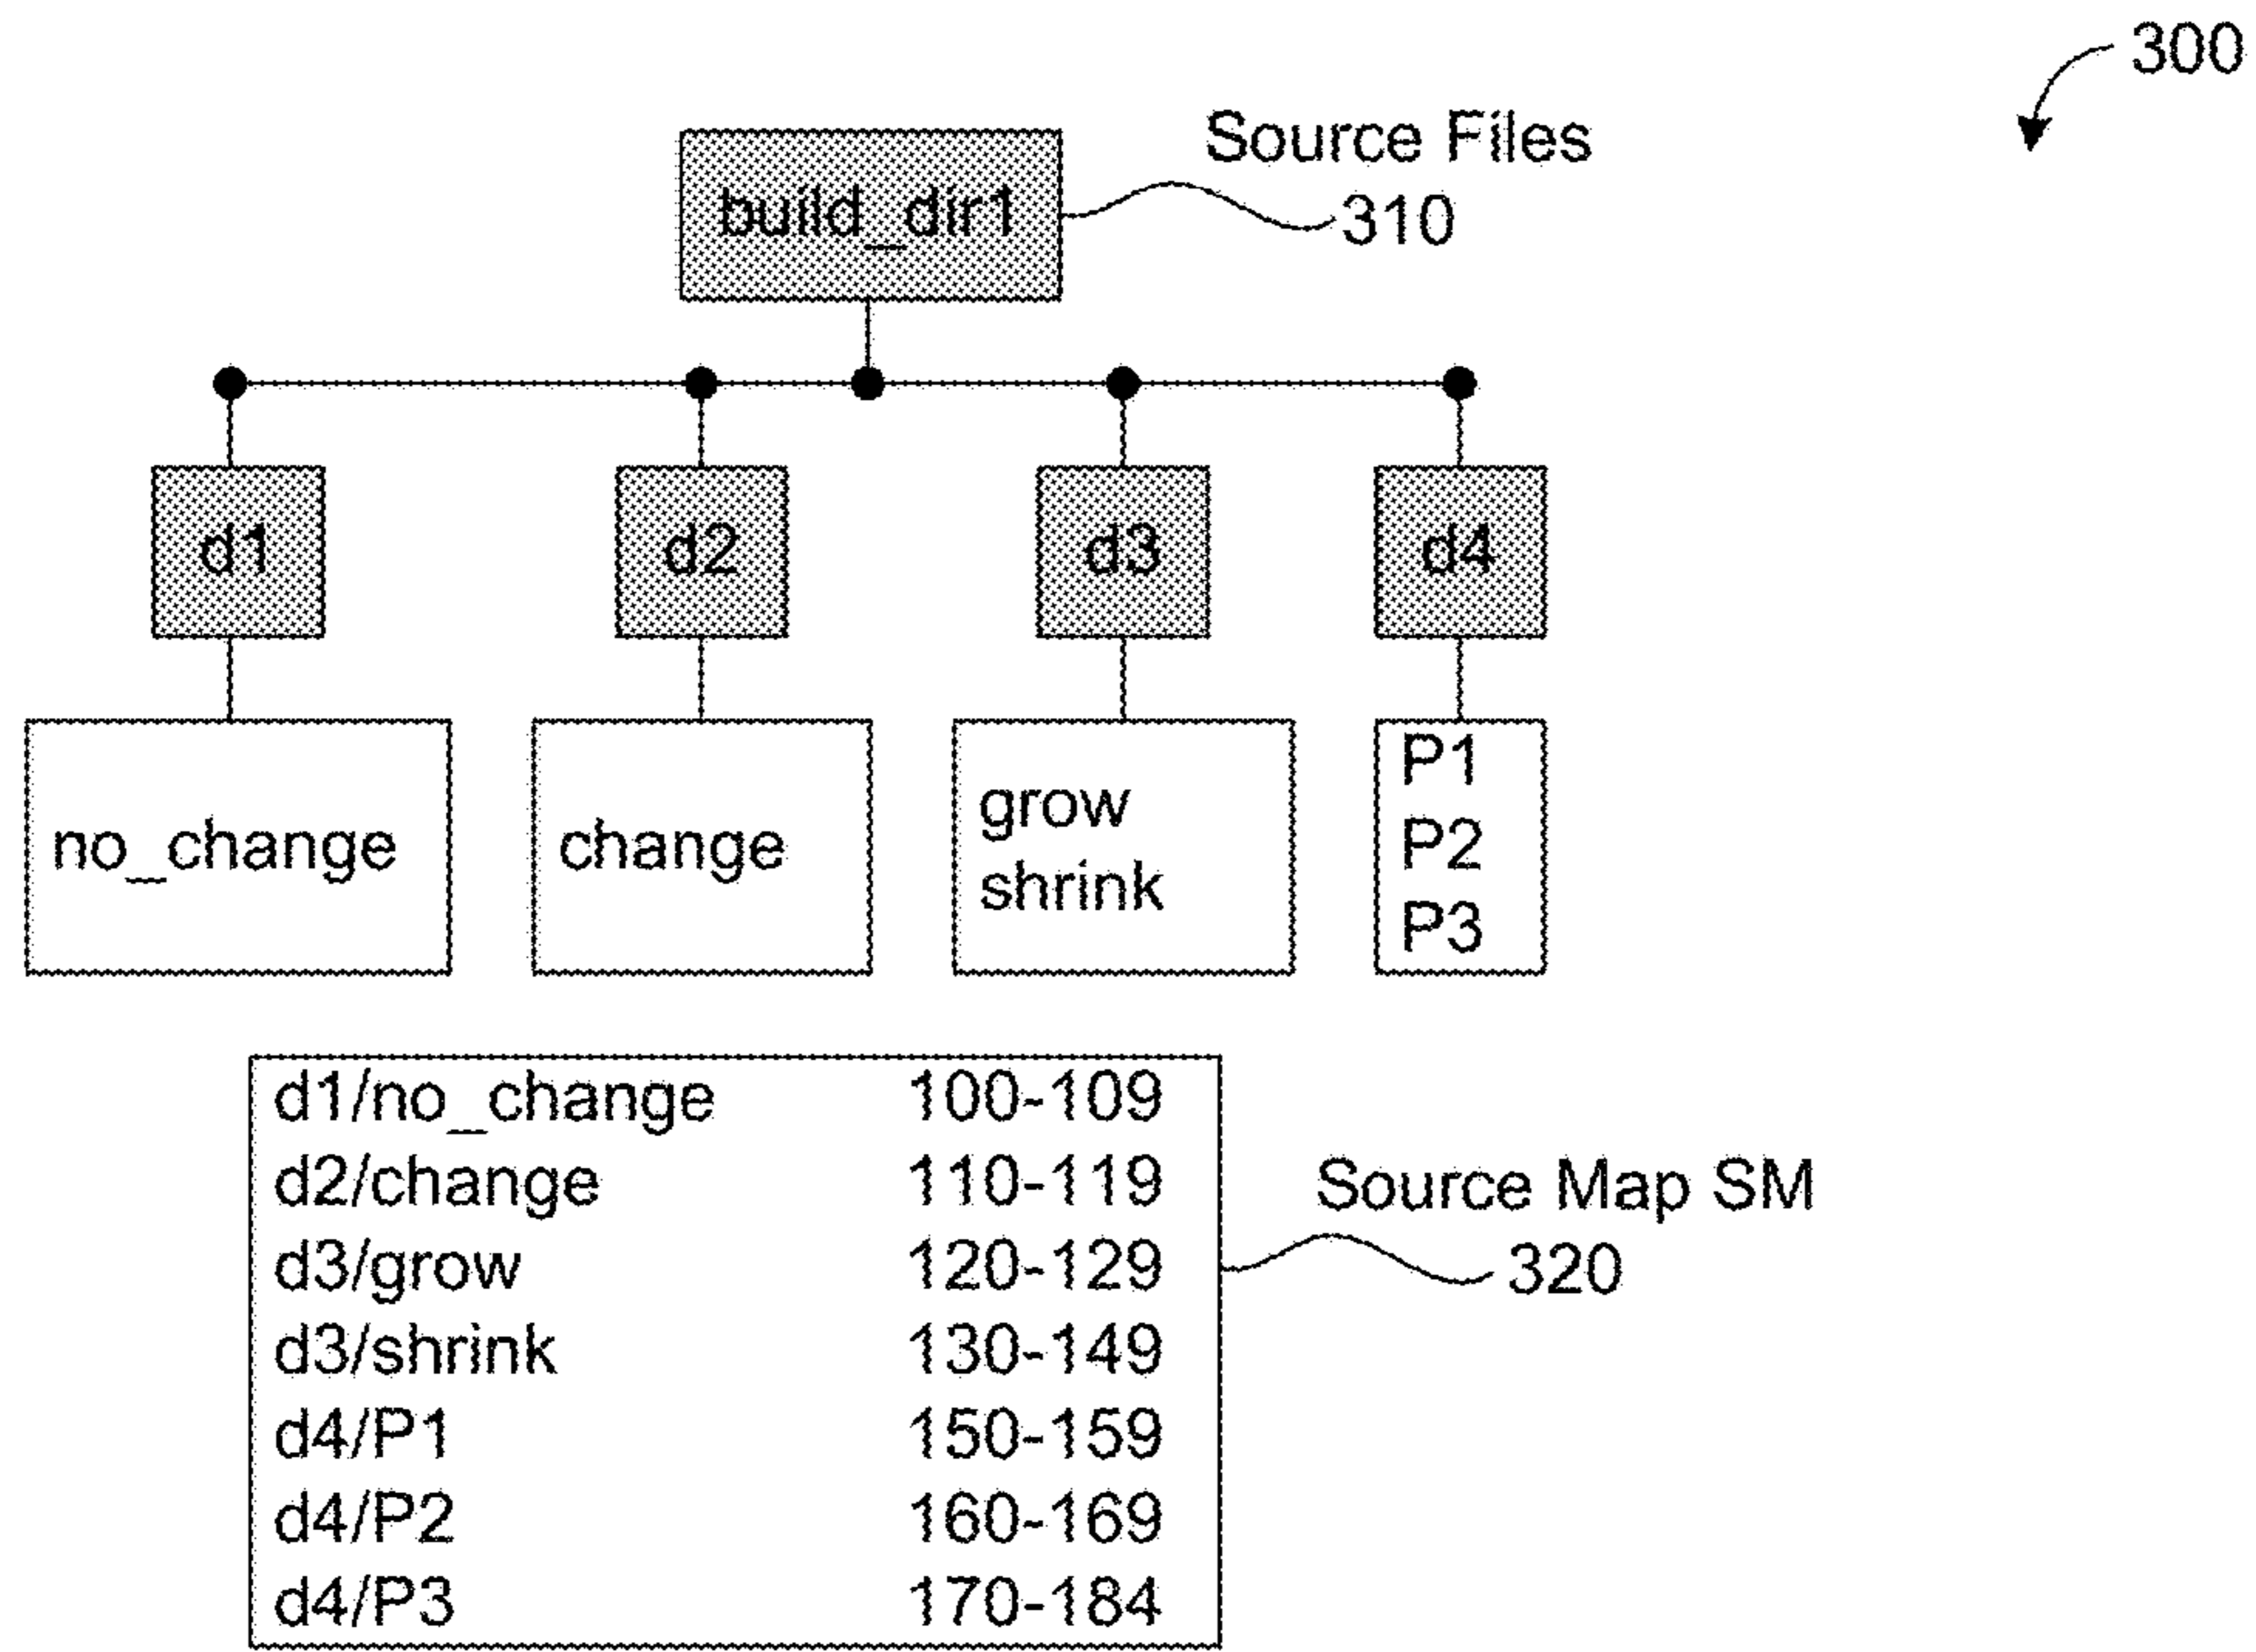 300
Source Files
310
build_dir1
d1
d2
d3
d4
no_change
change
grow
shrink
P1
P2
P3
d1/no_change 100-109
d2/change 110-119
d3/grow 120-129
d3/shrink 130-149
d4/P1 150-159
d4/P2 160-169
d4/P3 170-184
Source Map SM
320